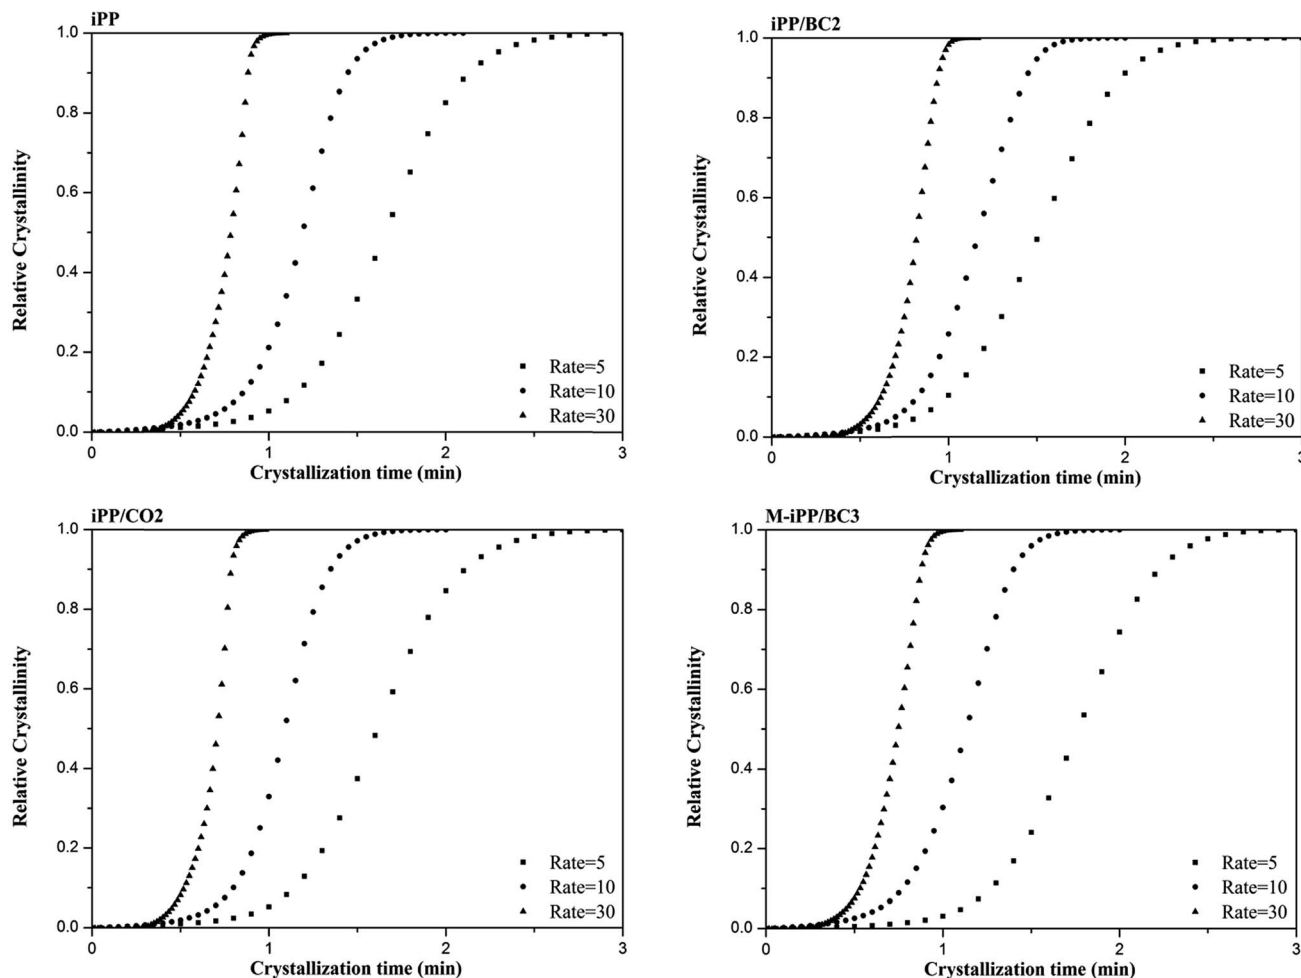 iPP
1.0
0.8
0.6
0.4
0.2
0.0
Relative Crystallinity
Rate=5
Rate=10
Rate=30
0 1 2 3
Crystallization time (min)
iPP/BC2
1.0
0.8
0.6
0.4
0.2
0.0
Relative Crystallinity
Rate=5
Rate=10
Rate=30
0 1 2 3
Crystallization time (min)
iPP/CO2
1.0
0.8
0.6
0.4
0.2
0.0
Relative Crystallinity
Rate=5
Rate=10
Rate=30
0 1 2 3
Crystallization time (min)
M-iPP/BC3
1.0
0.8
0.6
0.4
0.2
0.0
Relative Crystallinity
Rate=5
Rate=10
Rate=30
0 1 2 3
Crystallization time (min)